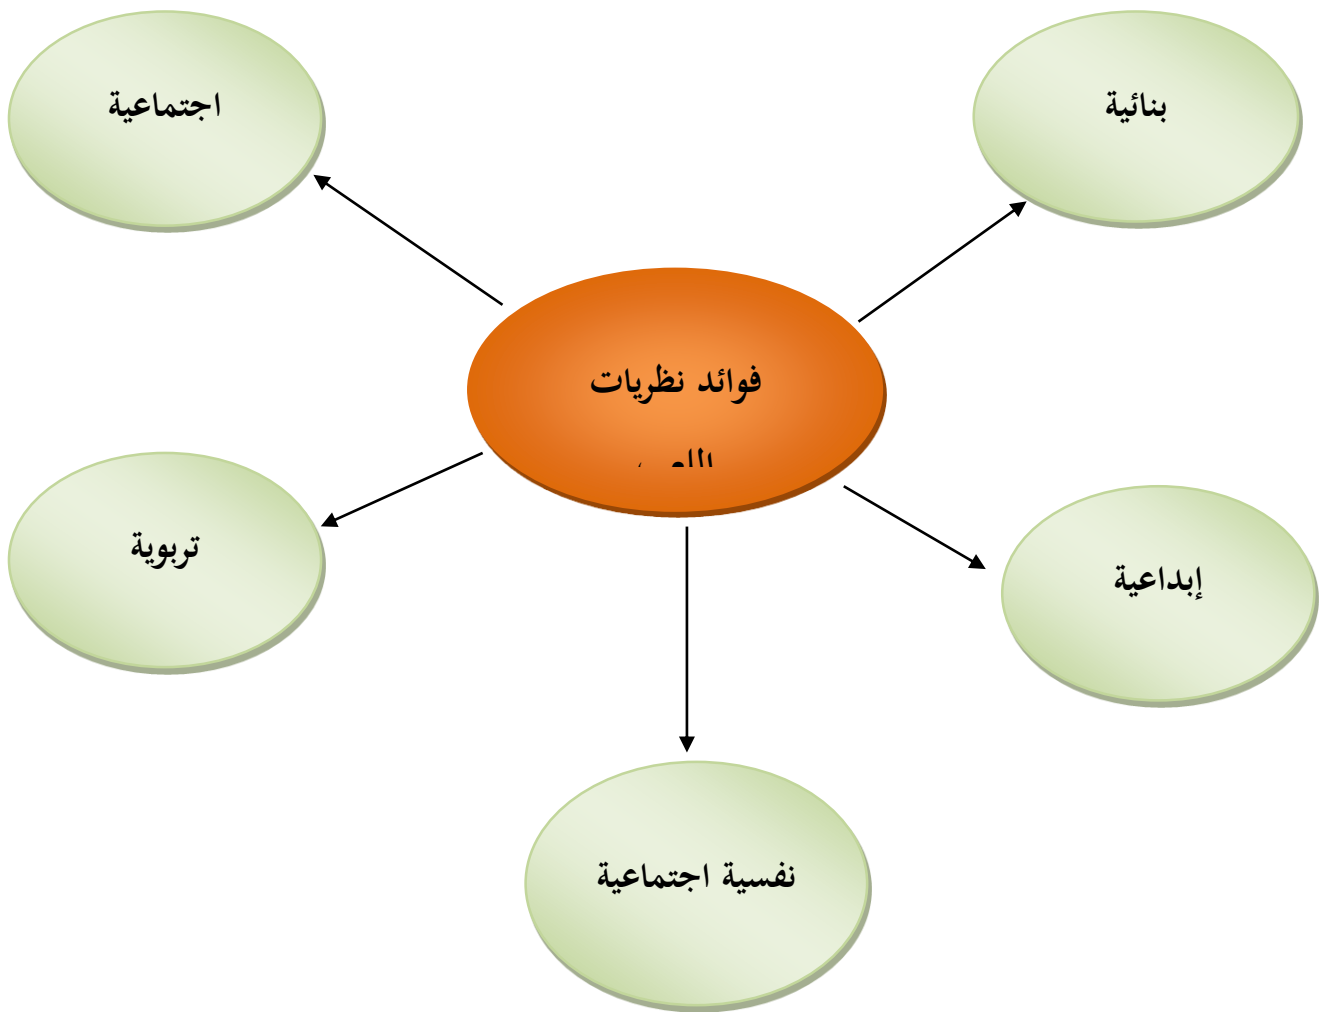 اجتماعية
بنائية
فوائد نظريات
تربوية
إبداعية
نفسية اجتماعية